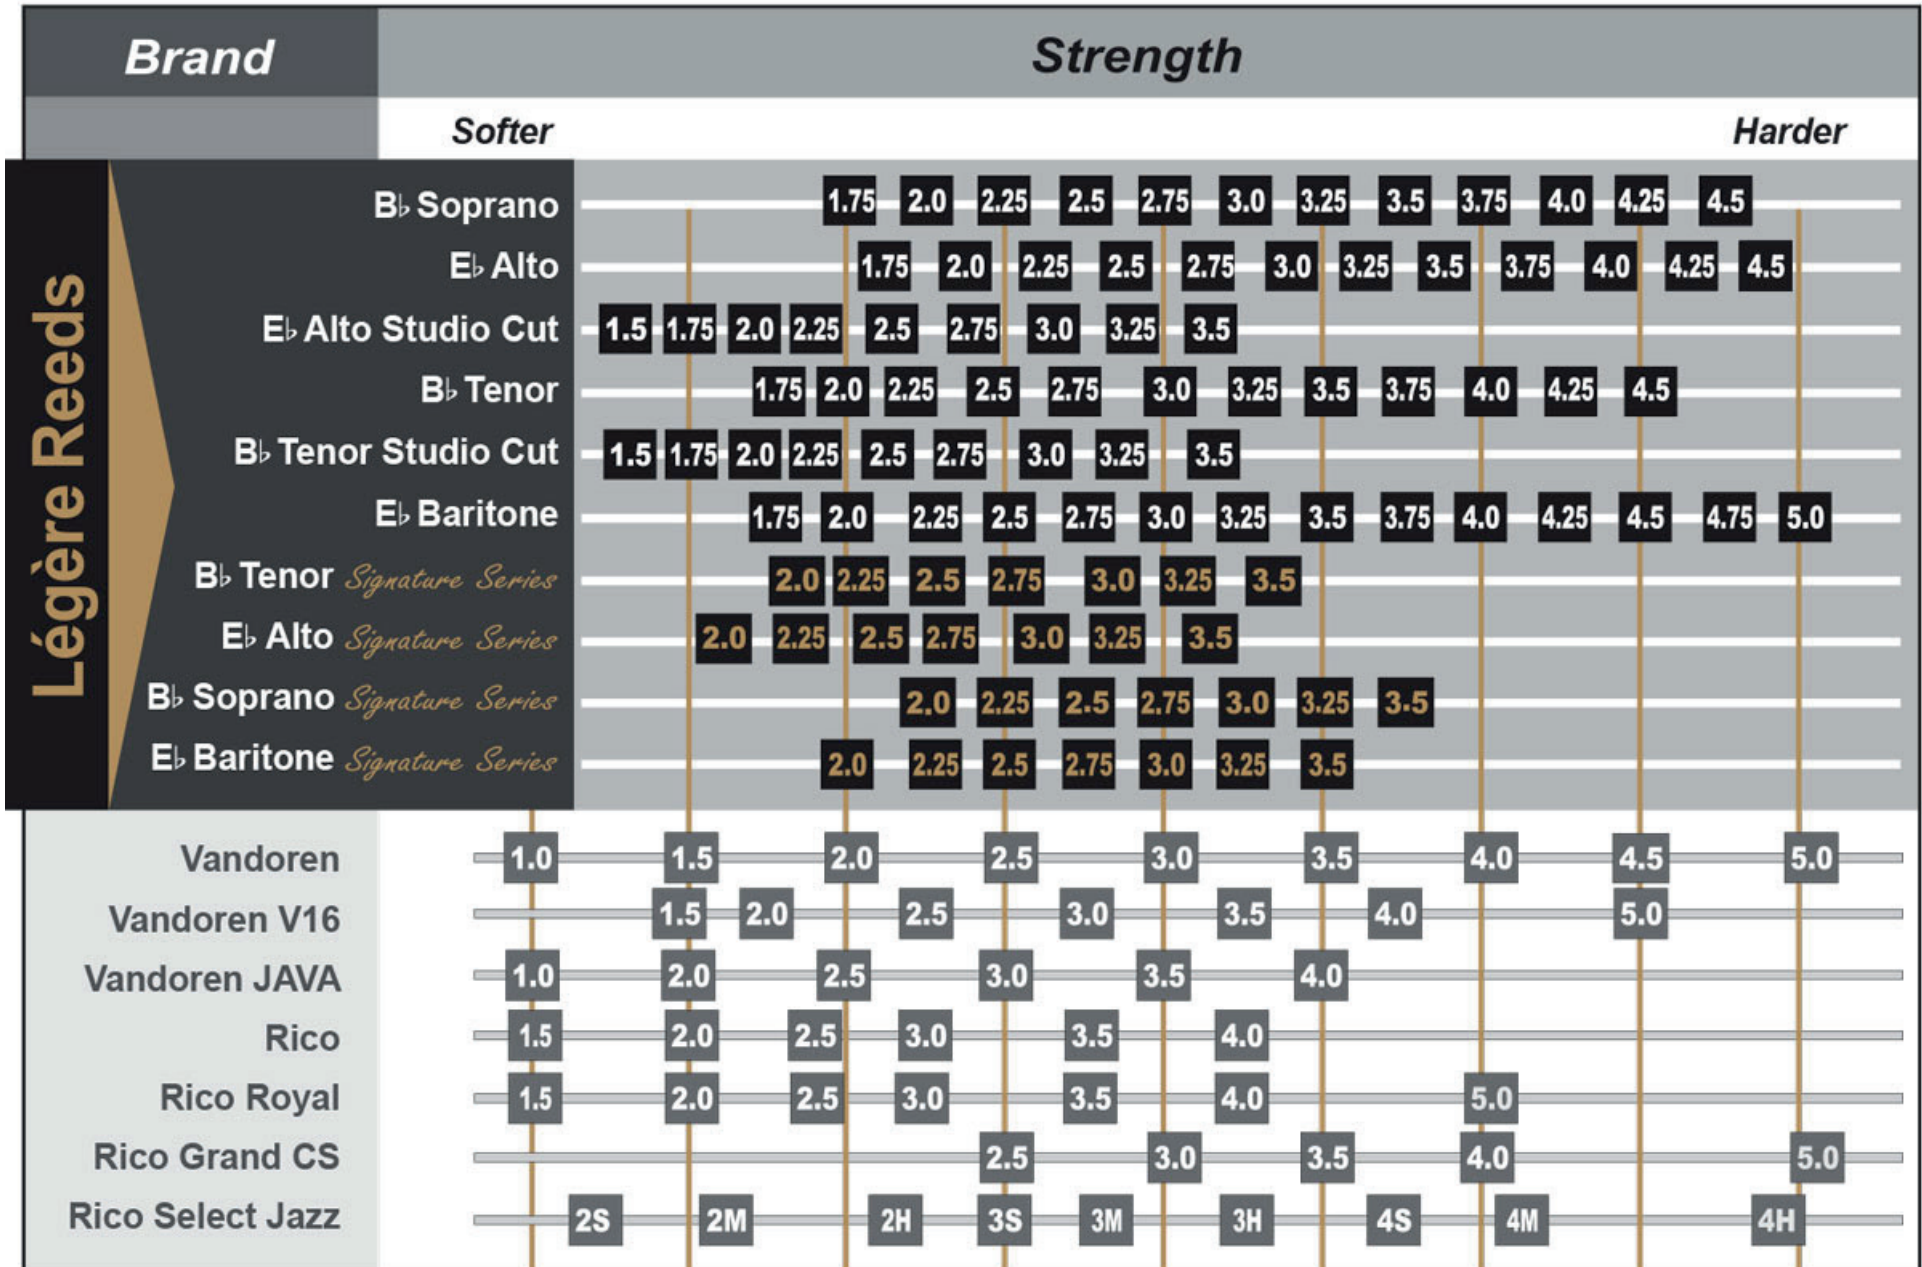 Brand Strength
Softer Harder
Légère Reeds
B♭ Soprano 1.75 2.0 2.25 2.5 2.75 3.0 3.25 3.5 3.75 4.0 4.25 4.5
E♭ Alto 1.75 2.0 2.25 2.5 2.75 3.0 3.25 3.5 3.75 4.0 4.25 4.5
E♭ Alto Studio Cut 1.5 1.75 2.0 2.25 2.5 2.75 3.0 3.25 3.5
B♭ Tenor 1.75 2.0 2.25 2.5 2.75 3.0 3.25 3.5 3.75 4.0 4.25 4.5
B♭ Tenor Studio Cut 1.5 1.75 2.0 2.25 2.5 2.75 3.0 3.25 3.5
E♭ Baritone 1.75 2.0 2.25 2.5 2.75 3.0 3.25 3.5 3.75 4.0 4.25 4.5 4.75 5.0
B♭ Tenor Signature Series 2.0 2.25 2.5 2.75 3.0 3.25 3.5
E♭ Alto Signature Series 2.0 2.25 2.5 2.75 3.0 3.25 3.5
B♭ Soprano Signature Series 2.0 2.25 2.5 2.75 3.0 3.25 3.5
E♭ Baritone Signature Series 2.0 2.25 2.5 2.75 3.0 3.25 3.5
Vandoren 1.0 1.5 2.0 2.5 3.0 3.5 4.0 4.5 5.0
Vandoren V16 1.5 2.0 2.5 3.0 3.5 4.0 5.0
Vandoren JAVA 1.0 2.0 2.5 3.0 3.5 4.0
Rico 1.5 2.0 2.5 3.0 3.5 4.0
Rico Royal 1.5 2.0 2.5 3.0 3.5 4.0 5.0
Rico Grand CS 2.5 3.0 3.5 4.0 5.0
Rico Select Jazz 2S 2M 2H 3S 3M 3H 4S 4M 4H